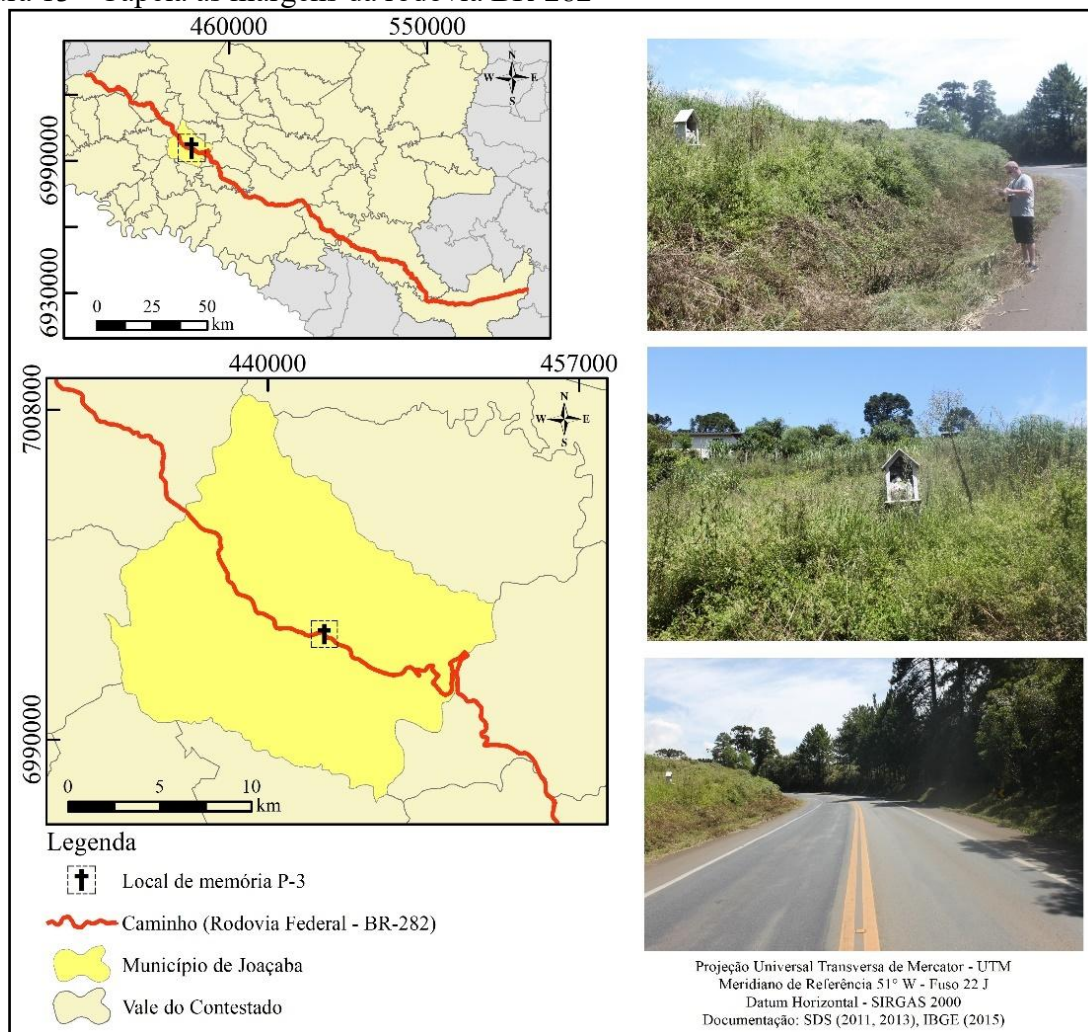 460000 550000
N
W E
S
6990000
6930000
0 25 50
km
440000 457000
N
W E
S
7008000
6990000
0 5 10
km
Legenda
Local de memória P-3
Caminho (Rodovia Federal - BR-282)
Município de Joaçaba
Vale do Contestado
Projeção Universal Transversa de Mercator - UTM
Meridiano de Referência 51° W - Fuso 22 J
Datum Horizontal - SIRGAS 2000
Documentação: SDS (2011, 2013), IBGE (2015)